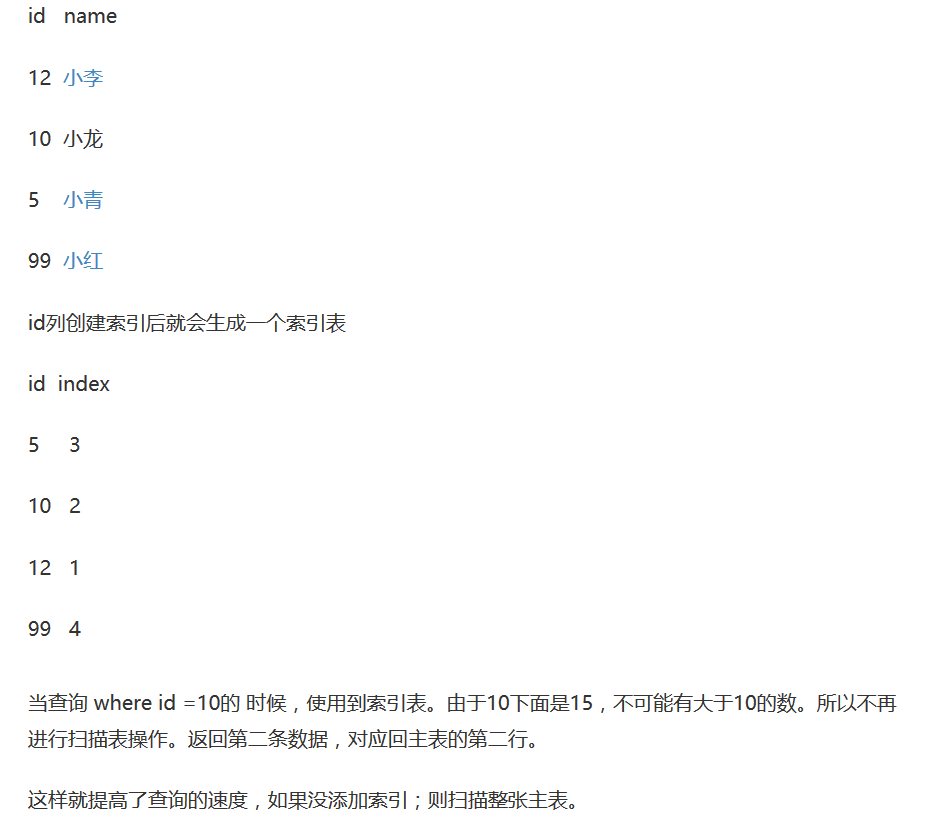 id name
12 小李
10 小龙
5 小青
99 小红
id列创建索引后就会生成一个索引表
id index
5 3
10 2
12 1
99 4
当查询 where id =10的 时候，使用到索引表。由于10下面是15，不可能有大于10的数。所以不再
进行扫描表操作。返回第二条数据，对应回主表的第二行。
这样就提高了查询的速度，如果没添加索引；则扫描整张主表。